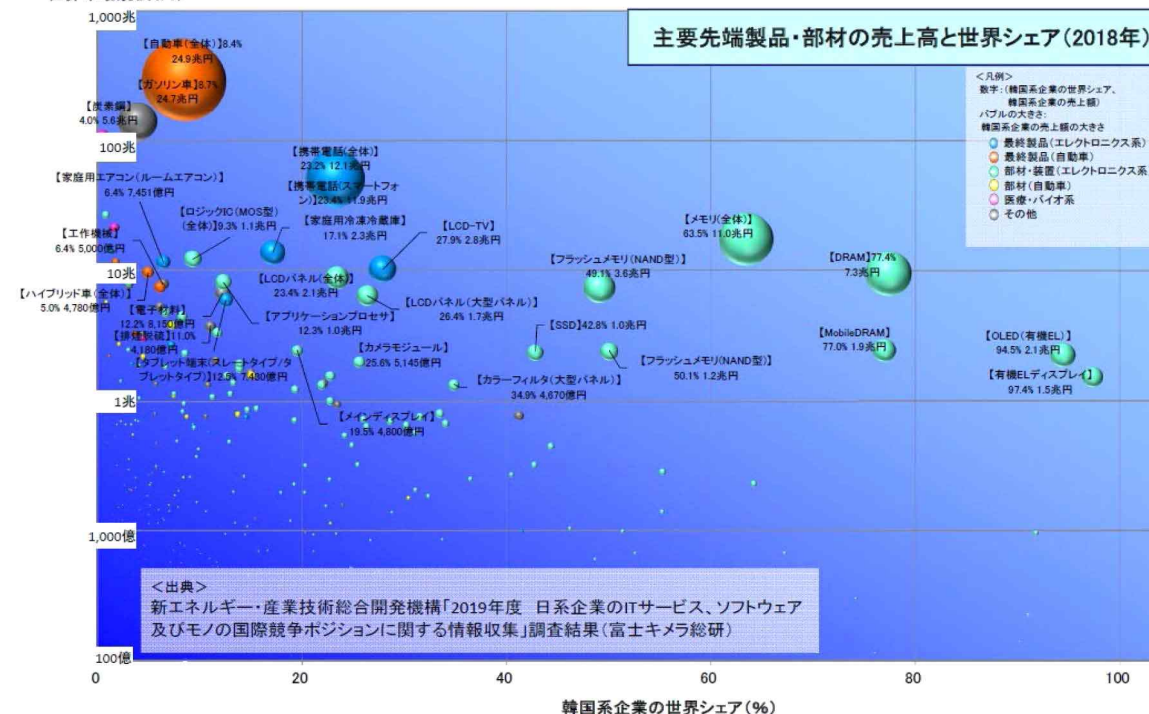 1,000兆
主要先端製品・部材の売上高と世界シェア(2018年)
【自動車(全体)】8.4%
24.9兆円
【ガソリン車】8.7%
24.7兆円
【炭素鋼】
4.0% 5.6兆円
<凡例>
数字:(韓国系企業の世界シェア、
韓国系企業の売上額)
バブルの大きさ:
韓国系企業の売上額の大きさ
最終製品(エレクトロニクス系)
最終製品(自動車)
部材・装置(エレクトロニクス系
部材(自動車)
医療・バイオ系
その他
100兆
【携帯電話(全体)】
23.2% 12.1兆円
【携帯電話(スマートフォ
ン)】23.4% 11.9兆円
【家庭用エアコン(ルームエアコン)】
6.4% 7,451億円
【ロジックIC(MOS型)
(全体)】9.3% 1.1兆円
【家庭用冷凍冷蔵庫】
17.1% 2.3兆円
【LCD-TV】
27.9% 2.8兆円
【メモリ(全体)】
63.5% 11.0兆円
【工作機械】
6.4% 5,000億円
10兆
【LCDパネル(全体)】
23.4% 2.1兆円
【フラッシュメモリ(NAND型)】
49.1% 3.6兆円
【DRAM】77.4%
7.3兆円
【ハイブリッド車(全体)】
5.0% 4,780億円
【LCDパネル(大型パネル)】
26.4% 1.7兆円
【電子材料】
12.2% 8,150億円
【アプリケーションプロセサ】
12.3% 1.0兆円
【排煙脱硫】11.0%
4,180億円
【SSD】42.8% 1.0兆円
【MobileDRAM】
77.0% 1.9兆円
【OLED(有機EL)】
94.5% 2.1兆円
【タブレット端末(スレートタイプ/タ
ブレットタイプ)】12.5% 7,480億円
【カメラモジュール】
25.6% 5,145億円
【フラッシュメモリ(NAND型)】
50.1% 1.2兆円
【有機ELディスプレイ】
97.4% 1.5兆円
【カラーフィルタ(大型パネル)】
34.9% 4,670億円
1兆
【メインディスプレイ】
19.5% 4,800億円
1,000億
<出典>
新エネルギー・産業技術総合開発機構「2019年度 日系企業のITサービス、ソフトウェア
及びモノの国際競争ポジションに関する情報収集」調査結果(富士キメラ総研)
100億
0 20 40 60 80 100
韓国系企業の世界シェア(%)